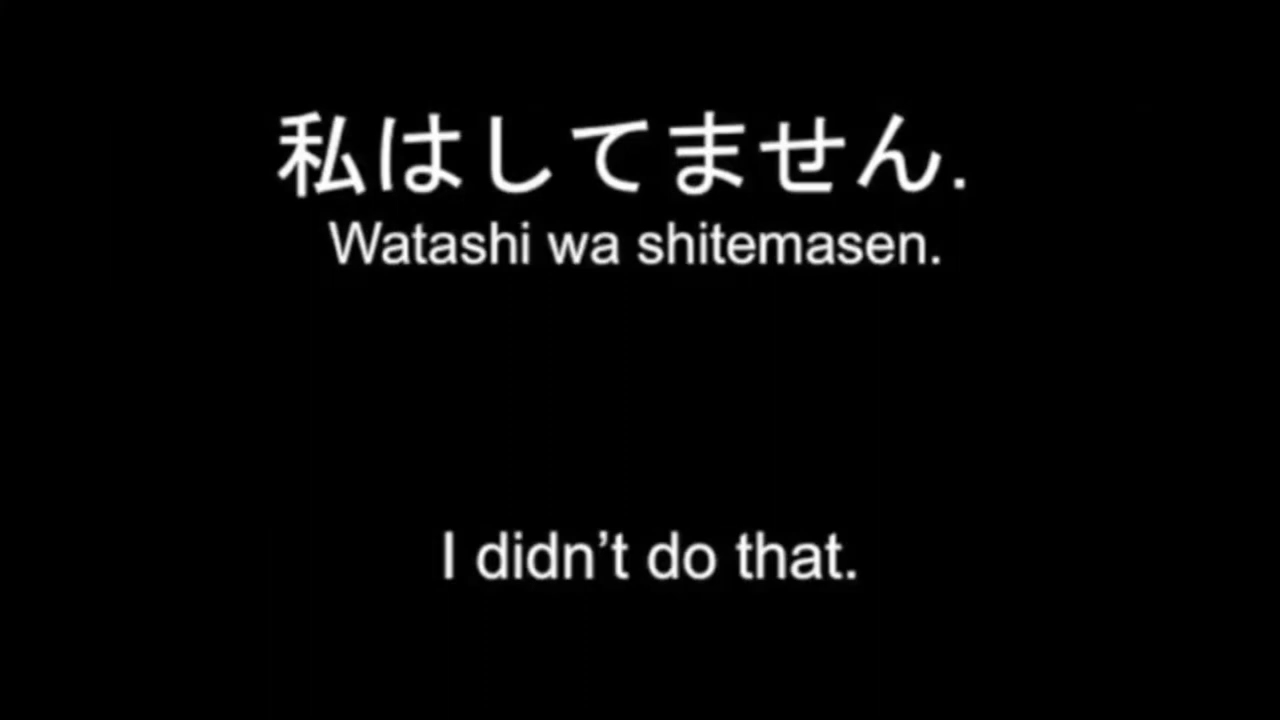 私はしてません.
Watashi wa shitemasen.
I didn’t do that.